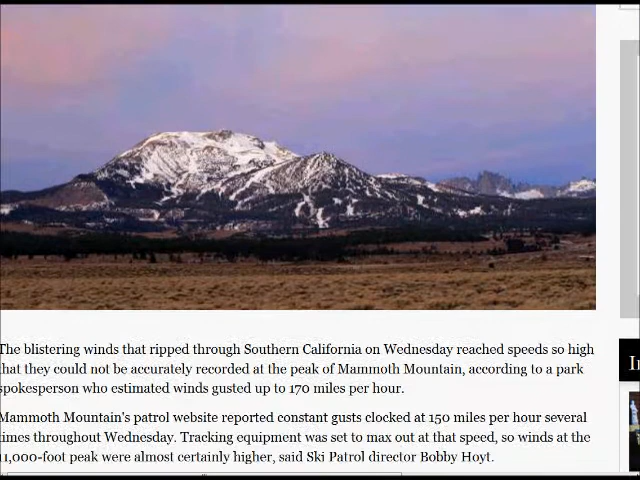 The blistering winds that ripped through Southern California on Wednesday reached speeds so high
that they could not be accurately recorded at the peak of Mammoth Mountain, according to a park
spokesperson who estimated winds gusted up to 170 miles per hour.
Mammoth Mountain's patrol website reported constant gusts clocked at 150 miles per hour several
times throughout Wednesday. Tracking equipment was set to max out at that speed, so winds at the
11,000-foot peak were almost certainly higher, said Ski Patrol director Bobby Hoyt.